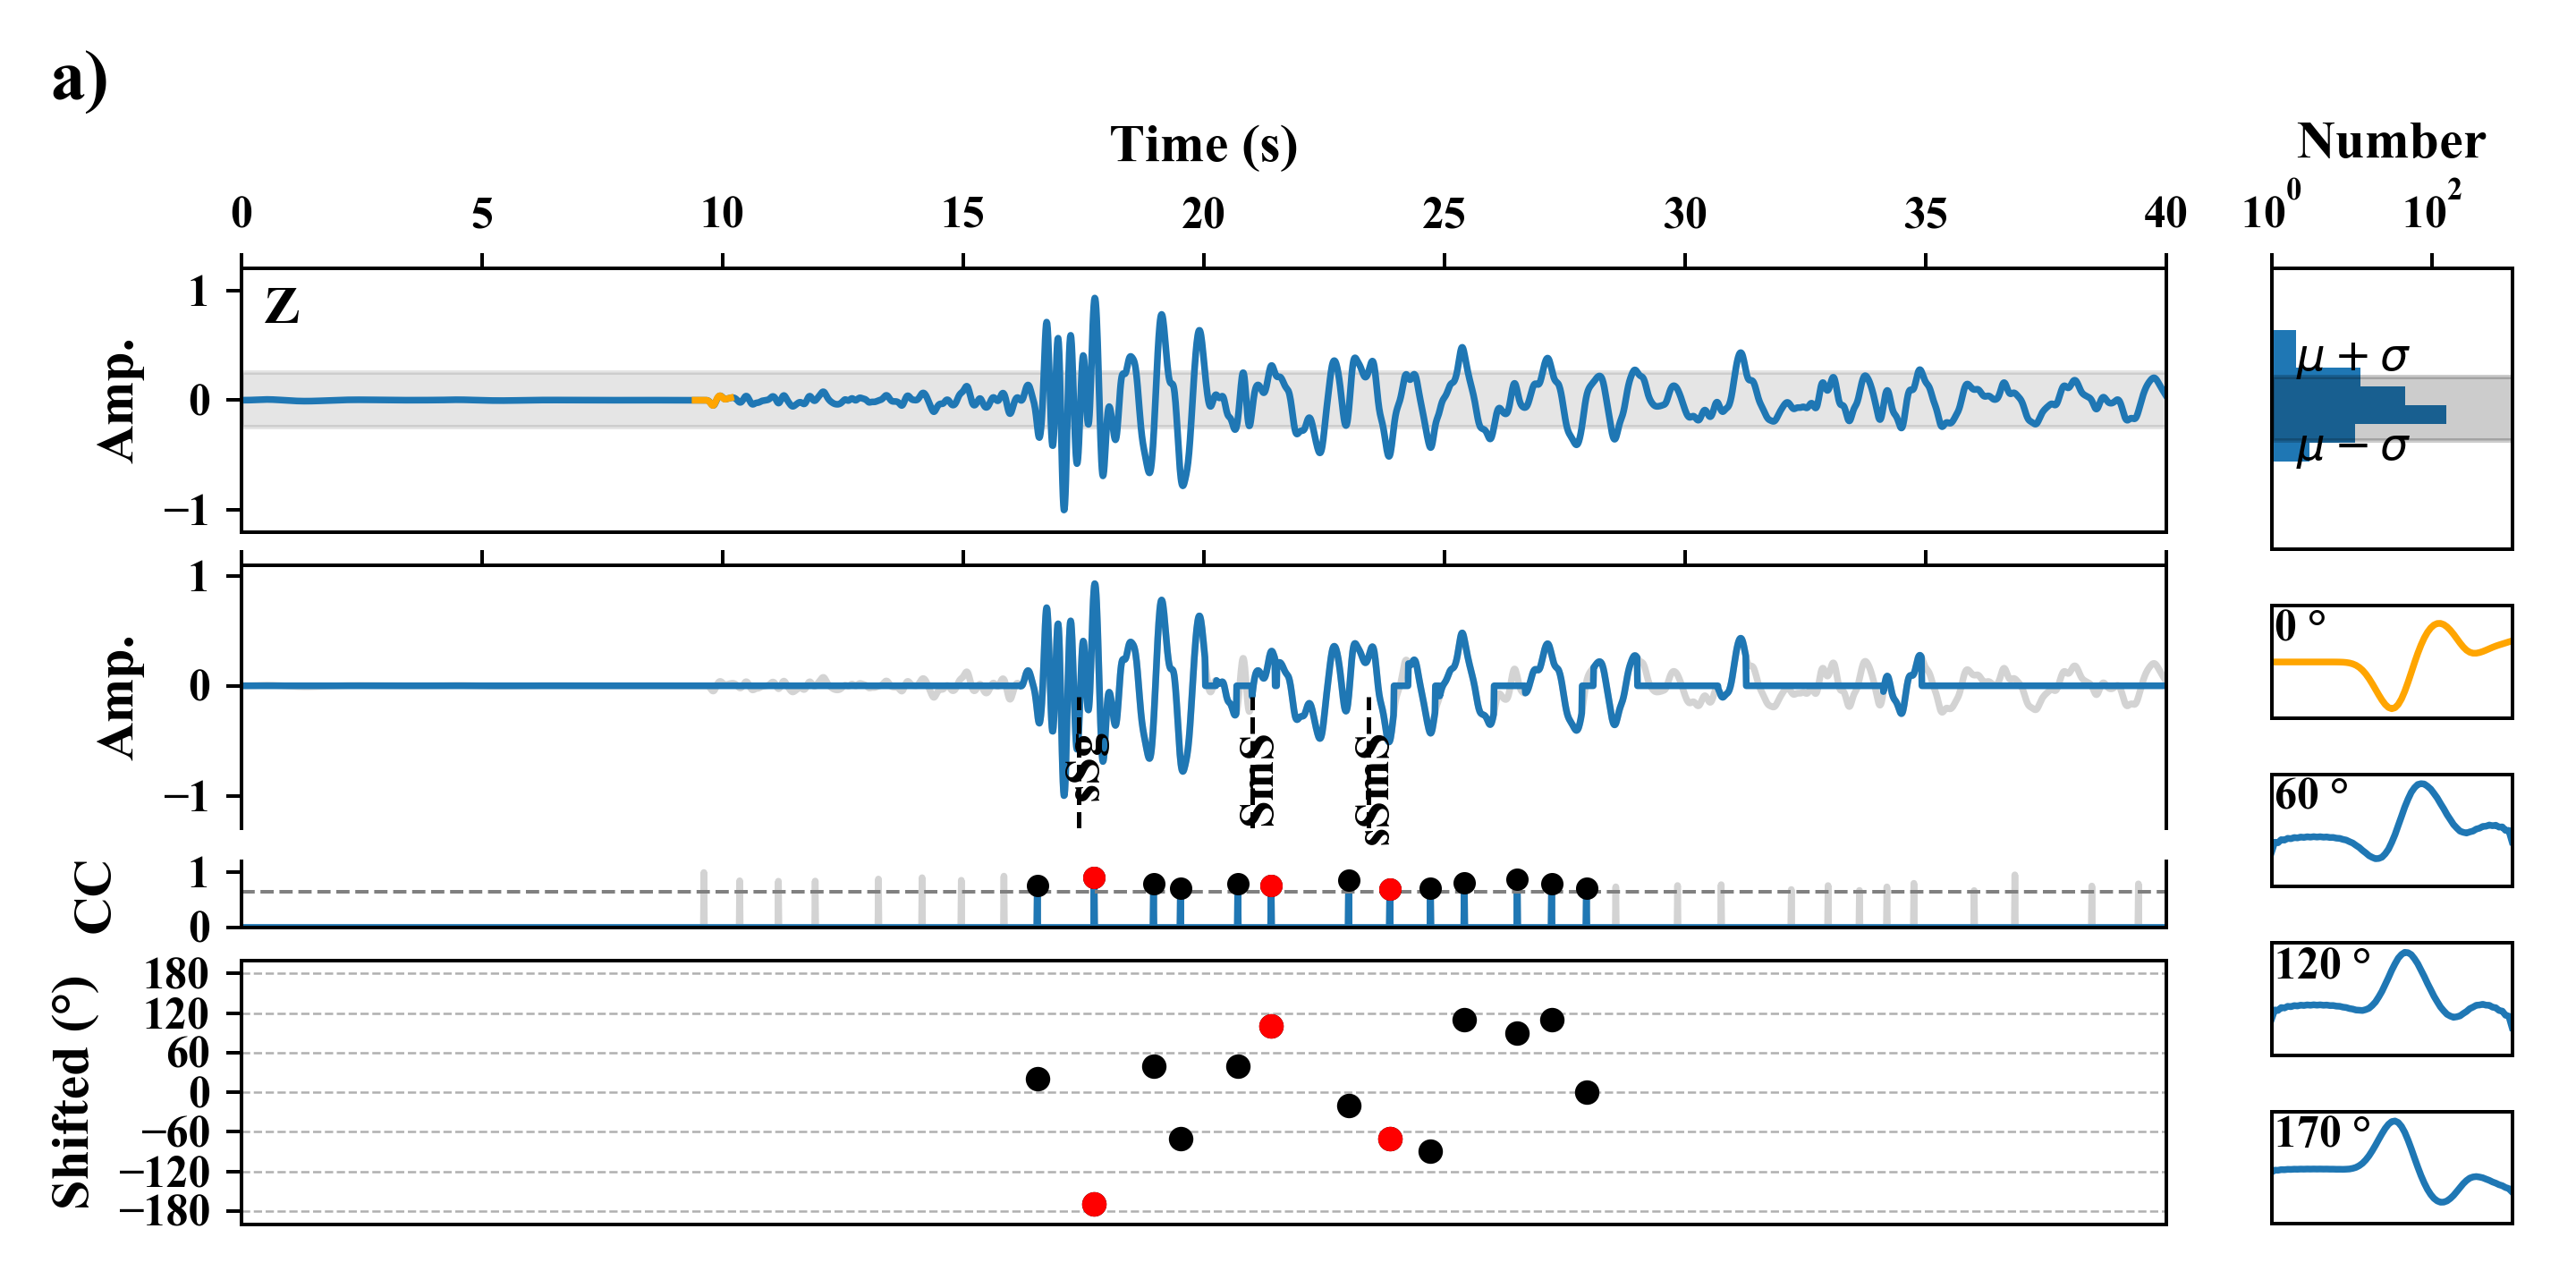 a)
Time (s)
Number
0 5 10 15 20 25 30 35 40
10^0 10^2
Z
Amp.
1
0
−1
μ + σ
μ − σ
Amp.
1
0
−1
sSg
SmS
sSmS
CC
1
0
Shifted (°)
180
120
60
0
−60
−120
−180
0 °
60 °
120 °
170 °